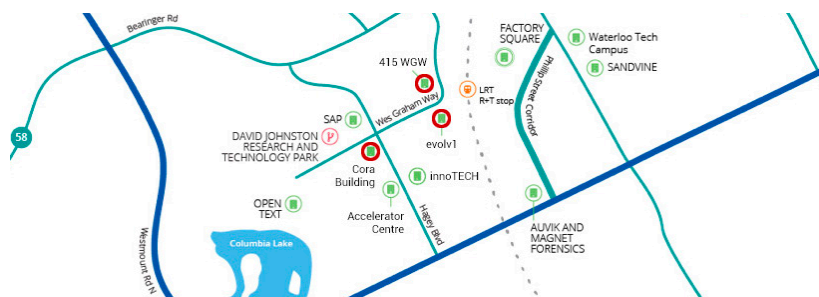 Bearinger Rd
FACTORY
SQUARE
Waterloo Tech
Campus
SANDVINE
415 WGW
LRT
R+T stop
Phillip Street Corridor
Wes Graham Way
SAP
58
DAVID JOHNSTON
RESEARCH AND
TECHNOLOGY PARK
evolv1
Cora
Building
innoTECH
OPEN
TEXT
Accelerator
Centre
Hagey Blvd
AUVIK AND
MAGNET
FORENSICS
Columbia Lake
Westmount Rd N